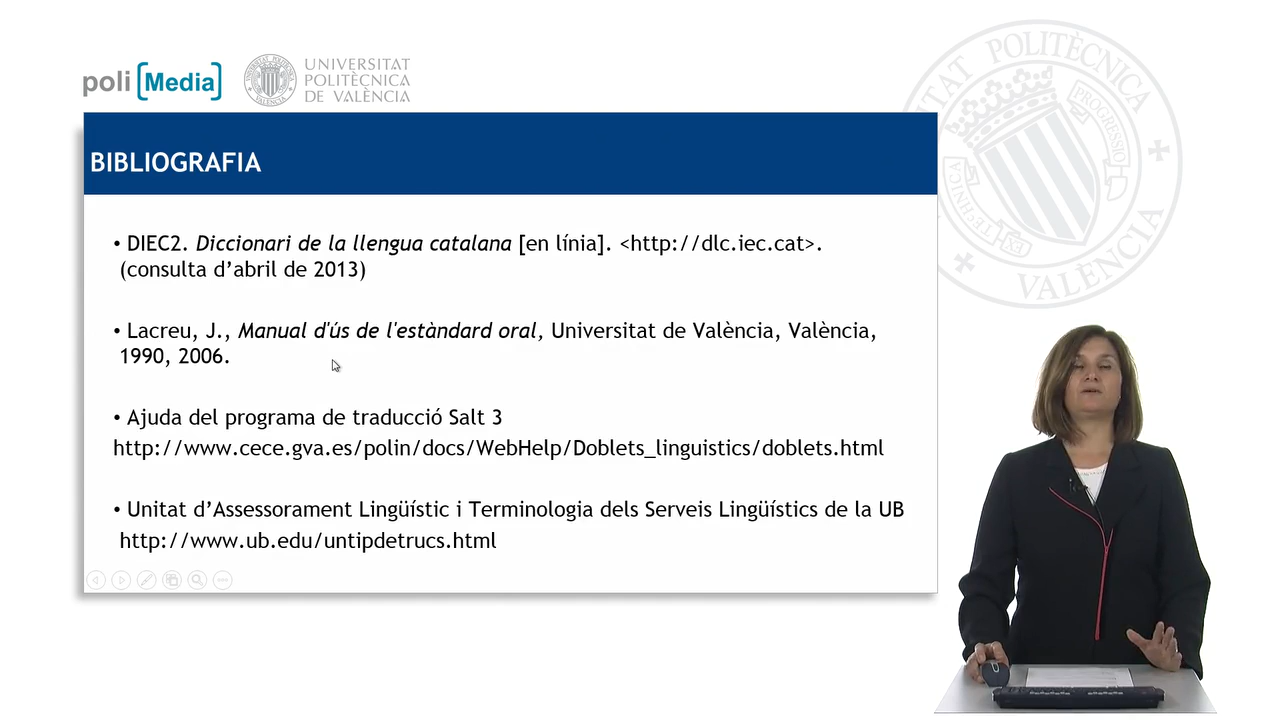 poli [Media]
UNIVERSITAT
POLITÈCNICA
DE VALÈNCIA
BIBLIOGRAFIA
• DIEC2. Diccionari de la llengua catalana [en línia]. <http://dlc.iec.cat>.
(consulta d’abril de 2013)
• Lacreu, J., Manual d'ús de l'estàndard oral, Universitat de València, València,
1990, 2006.
• Ajuda del programa de traducció Salt 3
http://www.cece.gva.es/polin/docs/WebHelp/Doblets_linguistics/doblets.html
• Unitat d’Assessorament Lingüístic i Terminologia dels Serveis Lingüístics de la UB
http://www.ub.edu/untipdetrucs.html
POLITÈCNICA
VALÈNCIA
PROGRESSIO